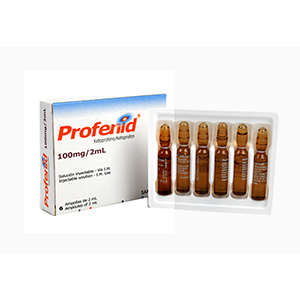 Profenid®
Ketoprofeno/Ketoprofen
100mg/2mL
Solución inyectable - Vía I.M.
Injectable solution - I.M. Use
6 Ampollas de 2 mL
Ampoules of 2 mL